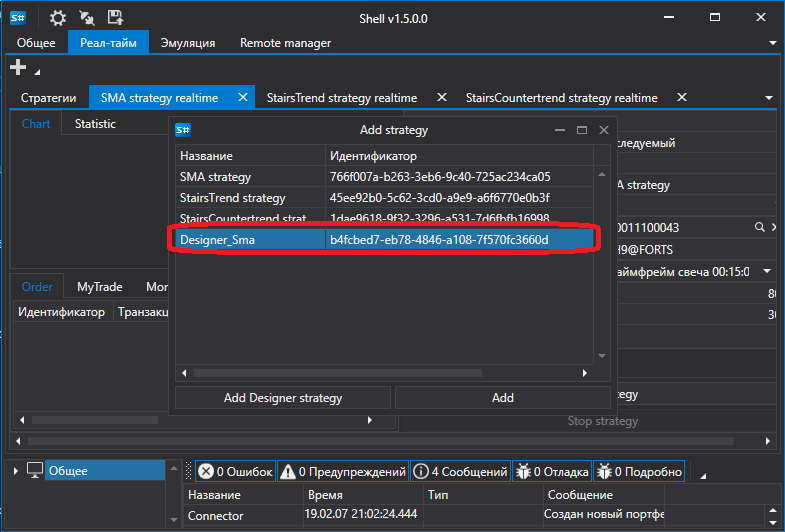 S# Shell v1.5.0.0
Общее Реал-тайм Эмуляция Remote manager
Стратегии SMA strategy realtime StairsTrend strategy realtime StairsCountertrend strategy realtime
Chart Statistic
S# Add strategy
Название Идентификатор
SMA strategy 766f007a-b263-3eb6-9c40-725ac234ca05
StairsTrend strategy 45ee92b0-5c62-3cd0-a9e9-a6f6770e0b3f
StairsCountertrend strat 1dae9618-9f32-3296-a531-7d6fbfb16998
Designer_Sma b4fcbed7-eb78-4846-a108-7f570fc3660d
Add Designer strategy Add
следуемый
A strategy
0011100043
H9@FORTS
аймфрейм свеча 00:15:0
80
30
tegy
Stop strategy
Order MyTrade Mor
Идентификатор Транзакц
Общее
0 Ошибок 0 Предупреждений 4 Сообщений 0 Отладка 0 Подробно
Название Время Тип Сообщение
Connector 19.02.07 21:02:24.444 Создан новый портфе